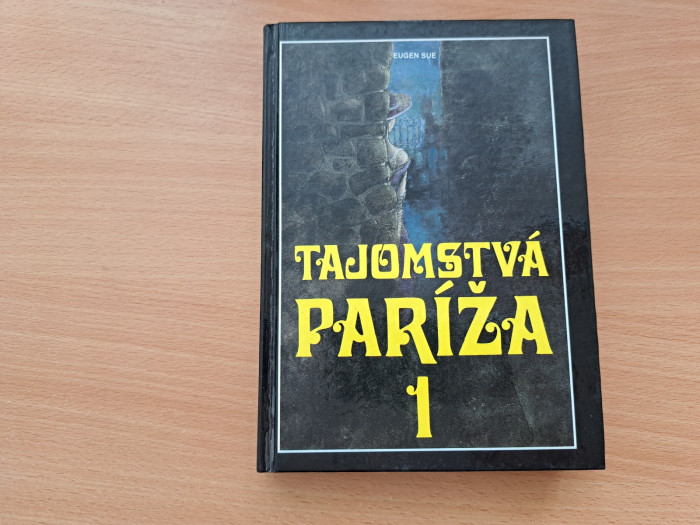 EUGEN SUE
TAJOMSTVÁ
PARÍŽA
1